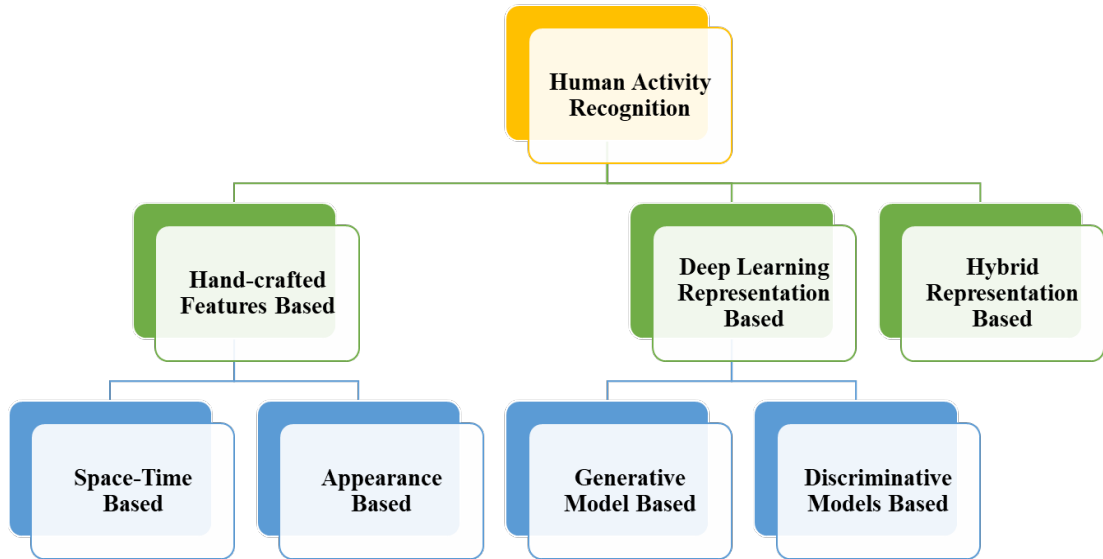 Human Activity
Recognition
Hand-crafted
Features Based
Deep Learning
Representation
Based
Hybrid
Representation
Based
Space-Time
Based
Appearance
Based
Generative
Model Based
Discriminative
Models Based